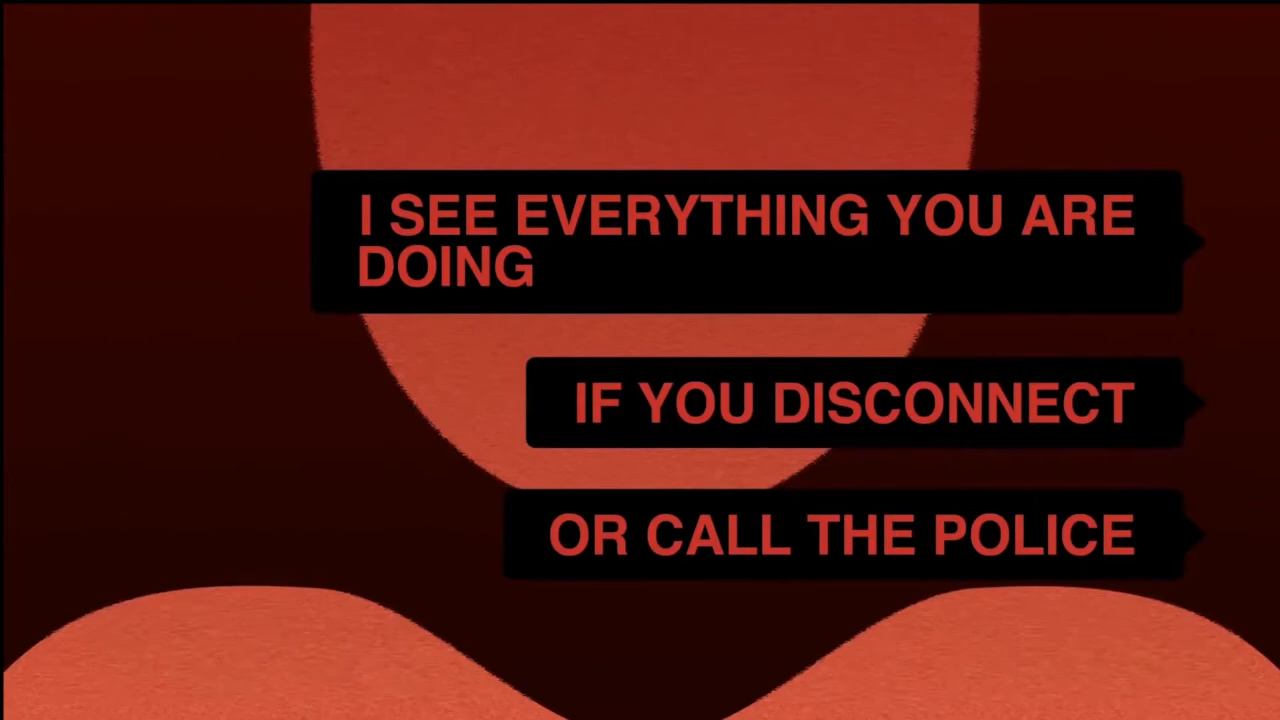 I SEE EVERYTHING YOU ARE
DOING
IF YOU DISCONNECT
OR CALL THE POLICE